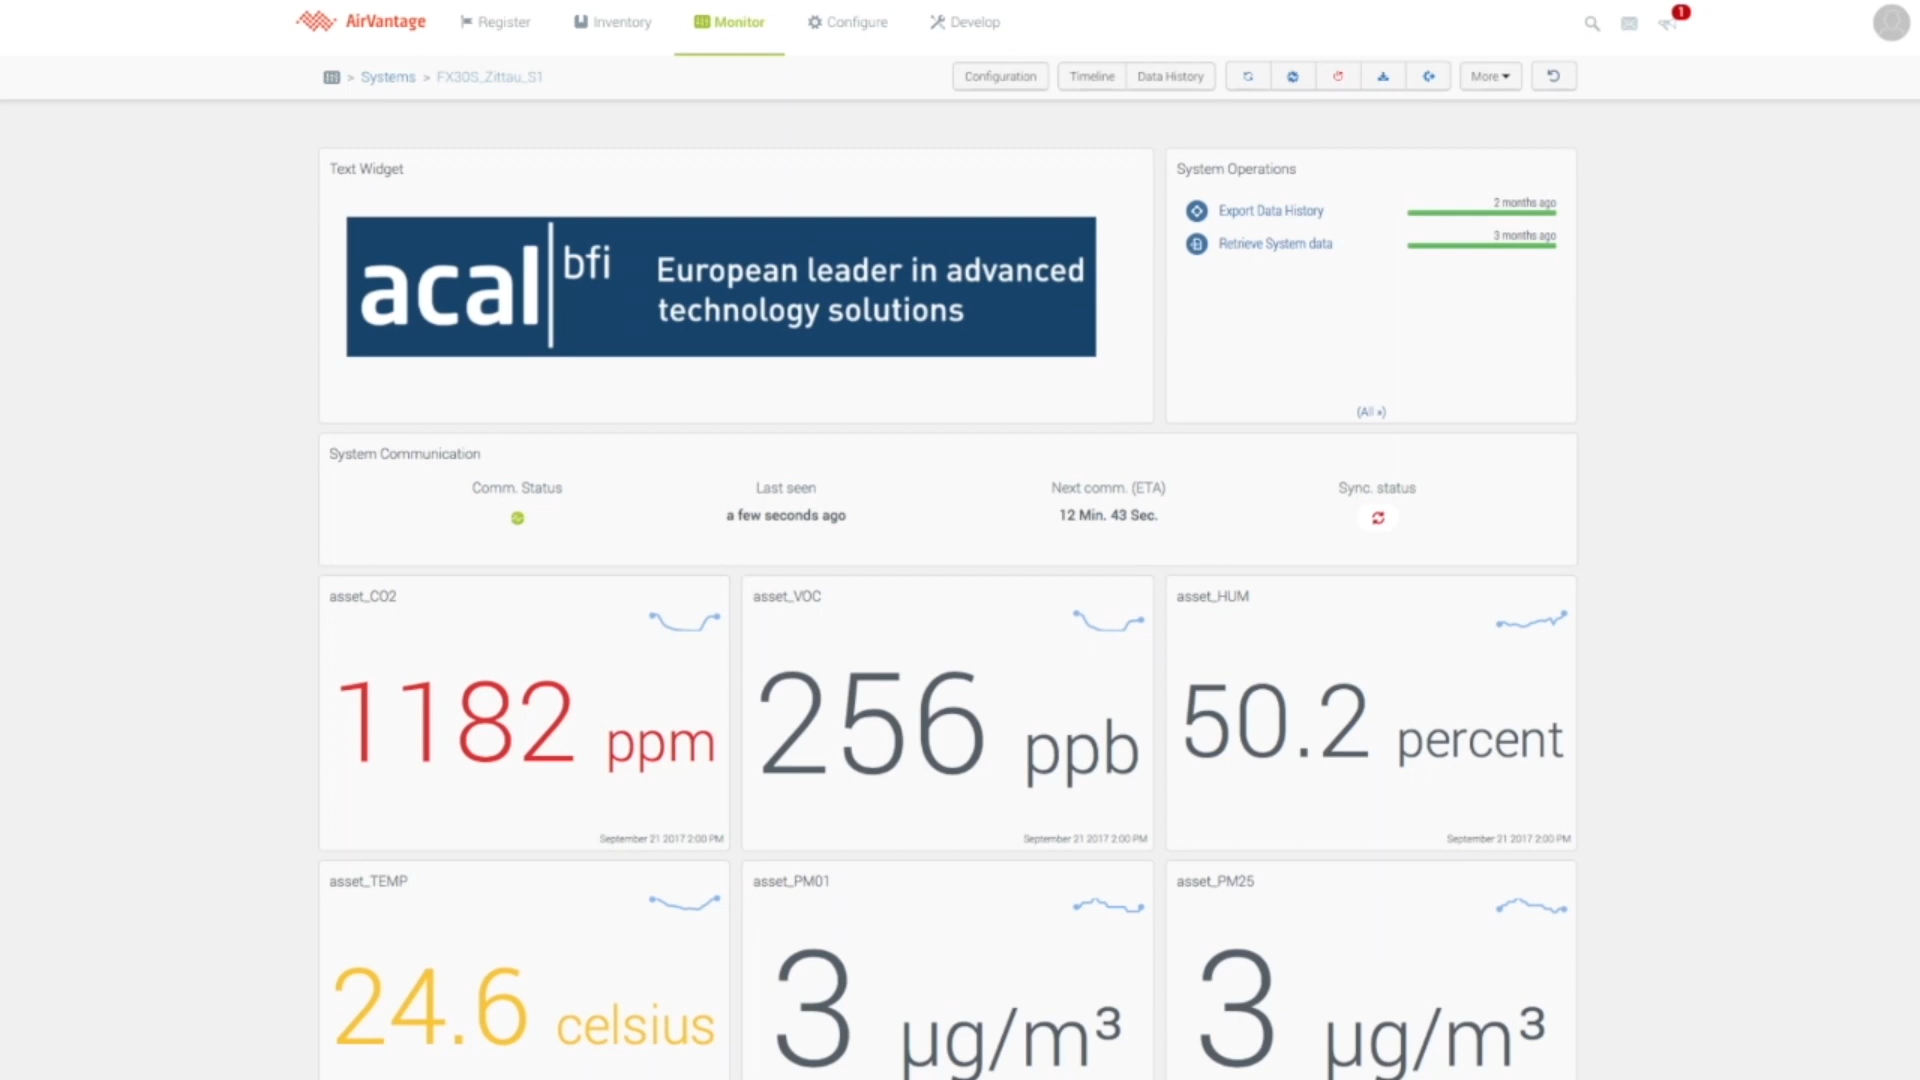 AirVantage Register Inventory Monitor Configure Develop 1
> Systems > FX30S_Zittau_S1 Configuration Timeline Data History More
Text Widget
acal bfi
European leader in advanced
technology solutions
System Operations
Export Data History 2 months ago
Retrieve System data 3 months ago
(All »)
System Communication
Comm. Status Last seen Next comm. (ETA) Sync. status
a few seconds ago 12 Min. 43 Sec.
asset_CO2
1182 ppm
September 21 2017 2:00 PM
asset_VOC
256 ppb
September 21 2017 2:00 PM
asset_HUM
50.2 percent
September 21 2017 2:00 PM
asset_TEMP
24.6 celsius
asset_PM01
3 µg/m³
asset_PM25
3 µg/m³